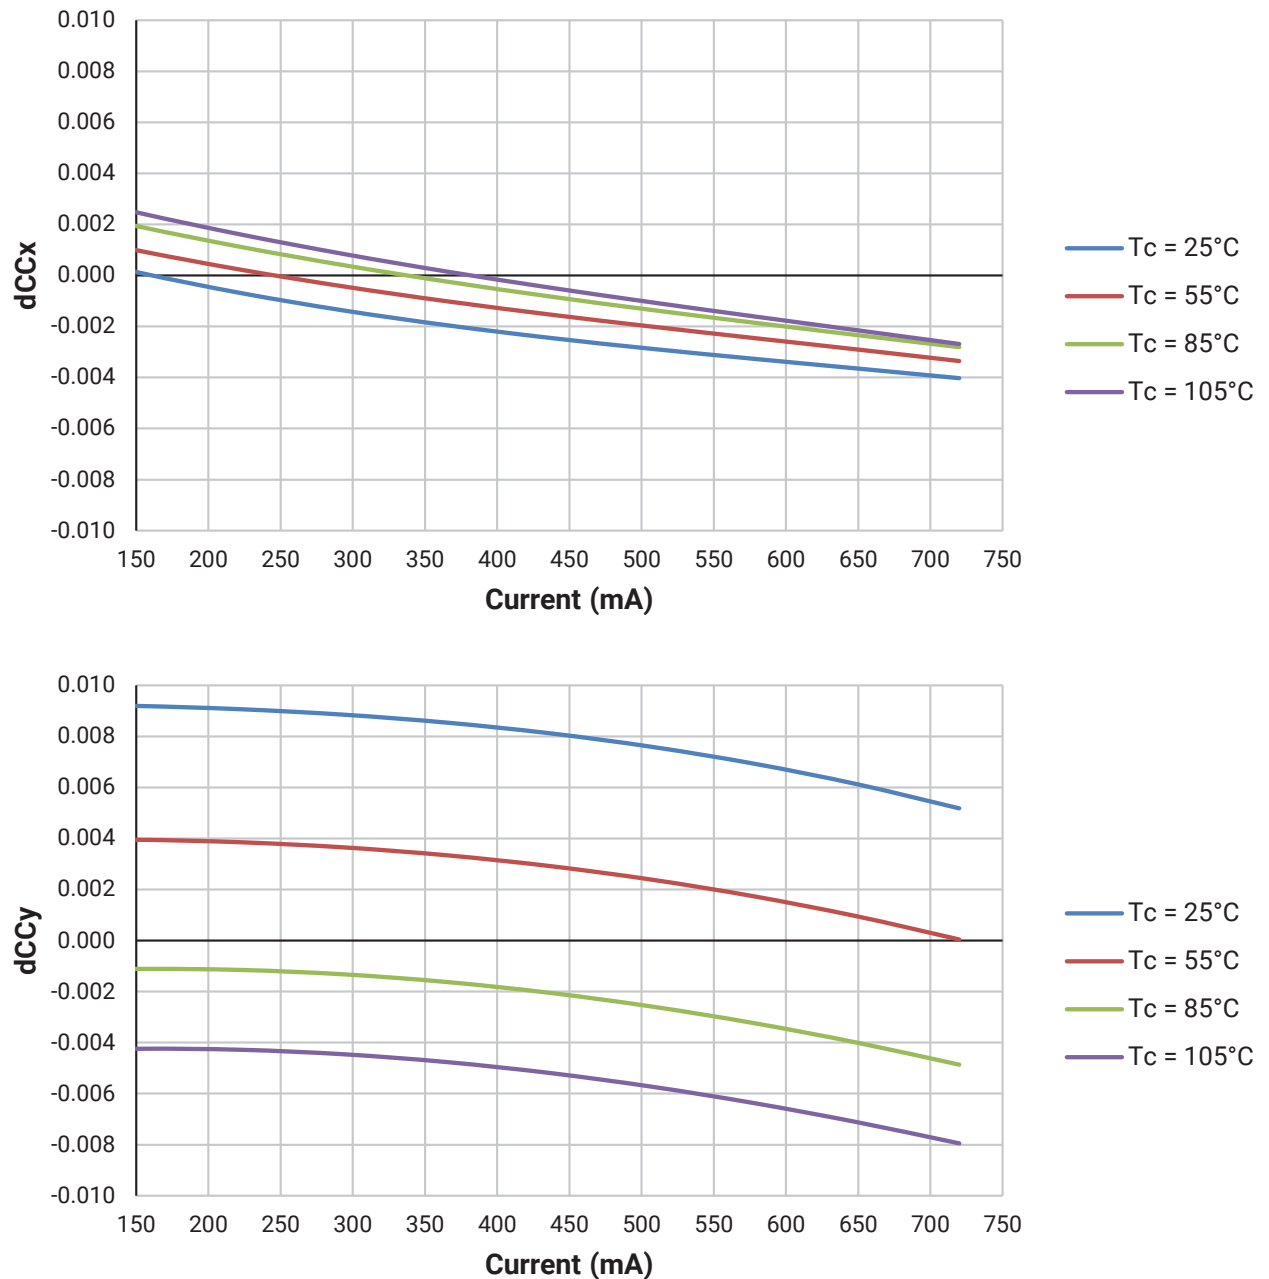 0.010
0.008
0.006
0.004
0.002
0.000
-0.002
-0.004
-0.006
-0.008
-0.010
dCCx
150 200 250 300 350 400 450 500 550 600 650 700 750
Current (mA)
Tc = 25°C
Tc = 55°C
Tc = 85°C
Tc = 105°C
0.010
0.008
0.006
0.004
0.002
0.000
-0.002
-0.004
-0.006
-0.008
-0.010
dCCy
150 200 250 300 350 400 450 500 550 600 650 700 750
Current (mA)
Tc = 25°C
Tc = 55°C
Tc = 85°C
Tc = 105°C